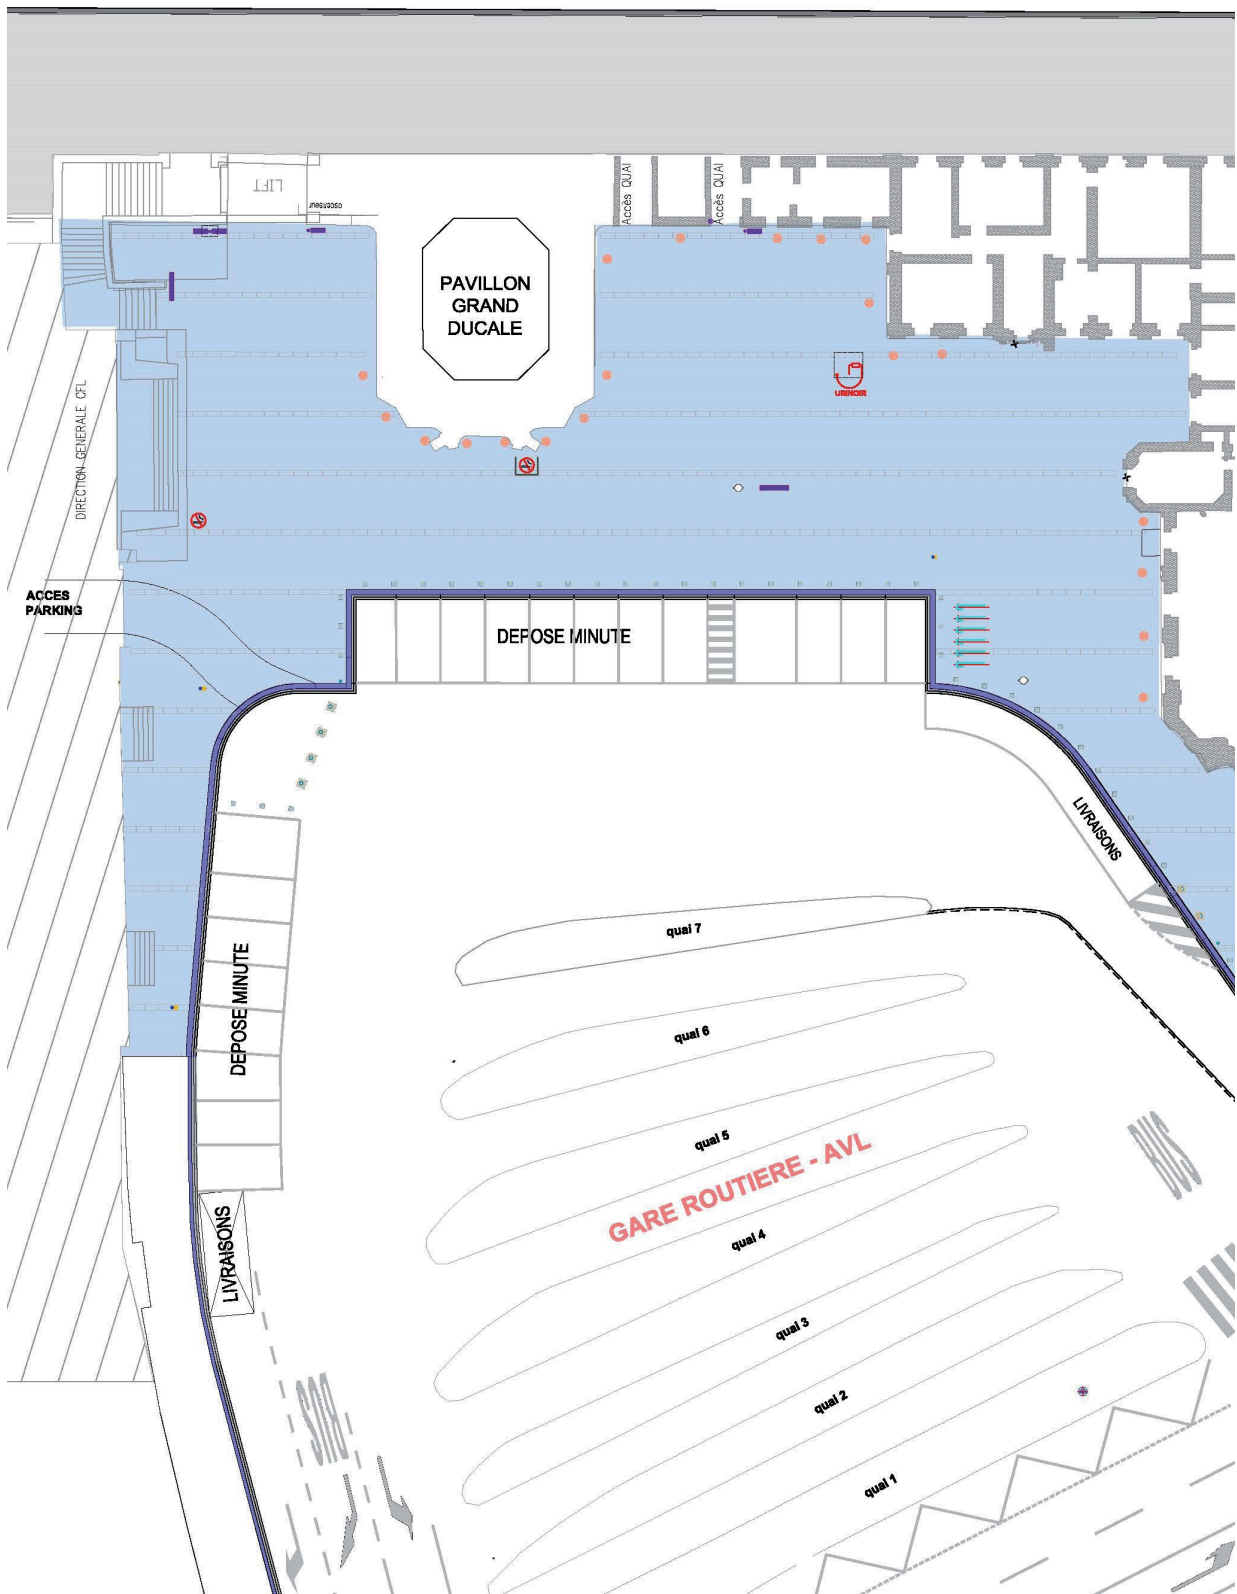 LIFT
ascenseur
Accès QUAI
Accès QUAI
PAVILLON
GRAND
DUCALE
URINOIR
DIRECTION GENERALE CFL
ACCES
PARKING
DEPOSE MINUTE
LIVRAISONS
quai 7
DEPOSE MINUTE
quai 6
quai 5
GARE ROUTIERE - AVL
quai 4
LIVRAISONS
quai 3
quai 2
quai 1